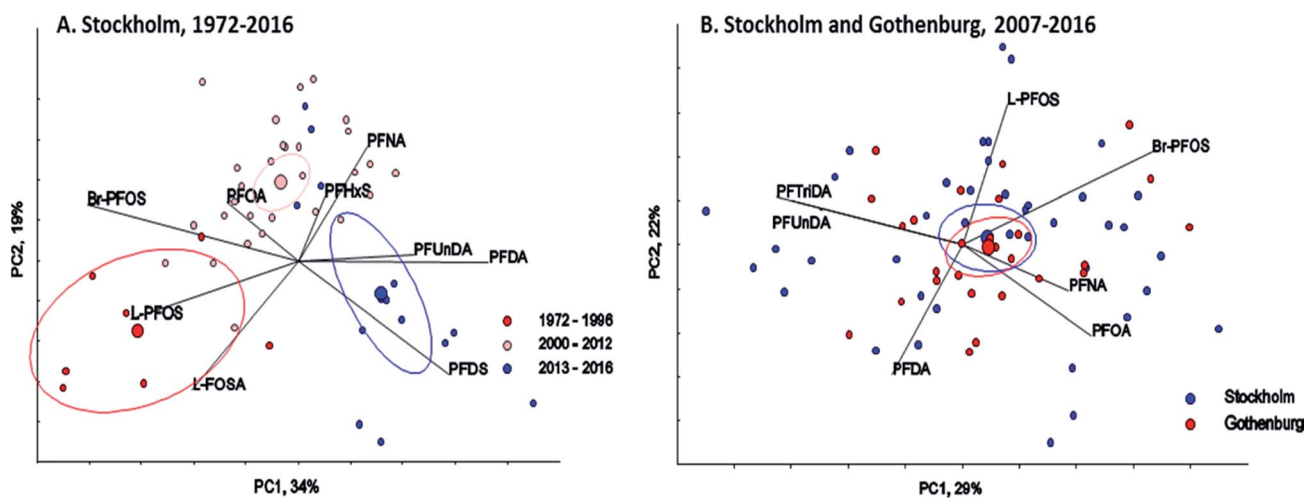 A. Stockholm, 1972-2016
PFNA
Br-PFOS
PFOA
PFHxS
PFUnDA
PFDA
L-PFOS
L-FOSA
PFDS
1972 - 1996
2000 - 2012
2013 - 2016
PC2, 19%
PC1, 34%
B. Stockholm and Gothenburg, 2007-2016
L-PFOS
Br-PFOS
PFTriDA
PFUnDA
PFNA
PFOA
PFDA
Stockholm
Gothenburg
PC2, 22%
PC1, 29%